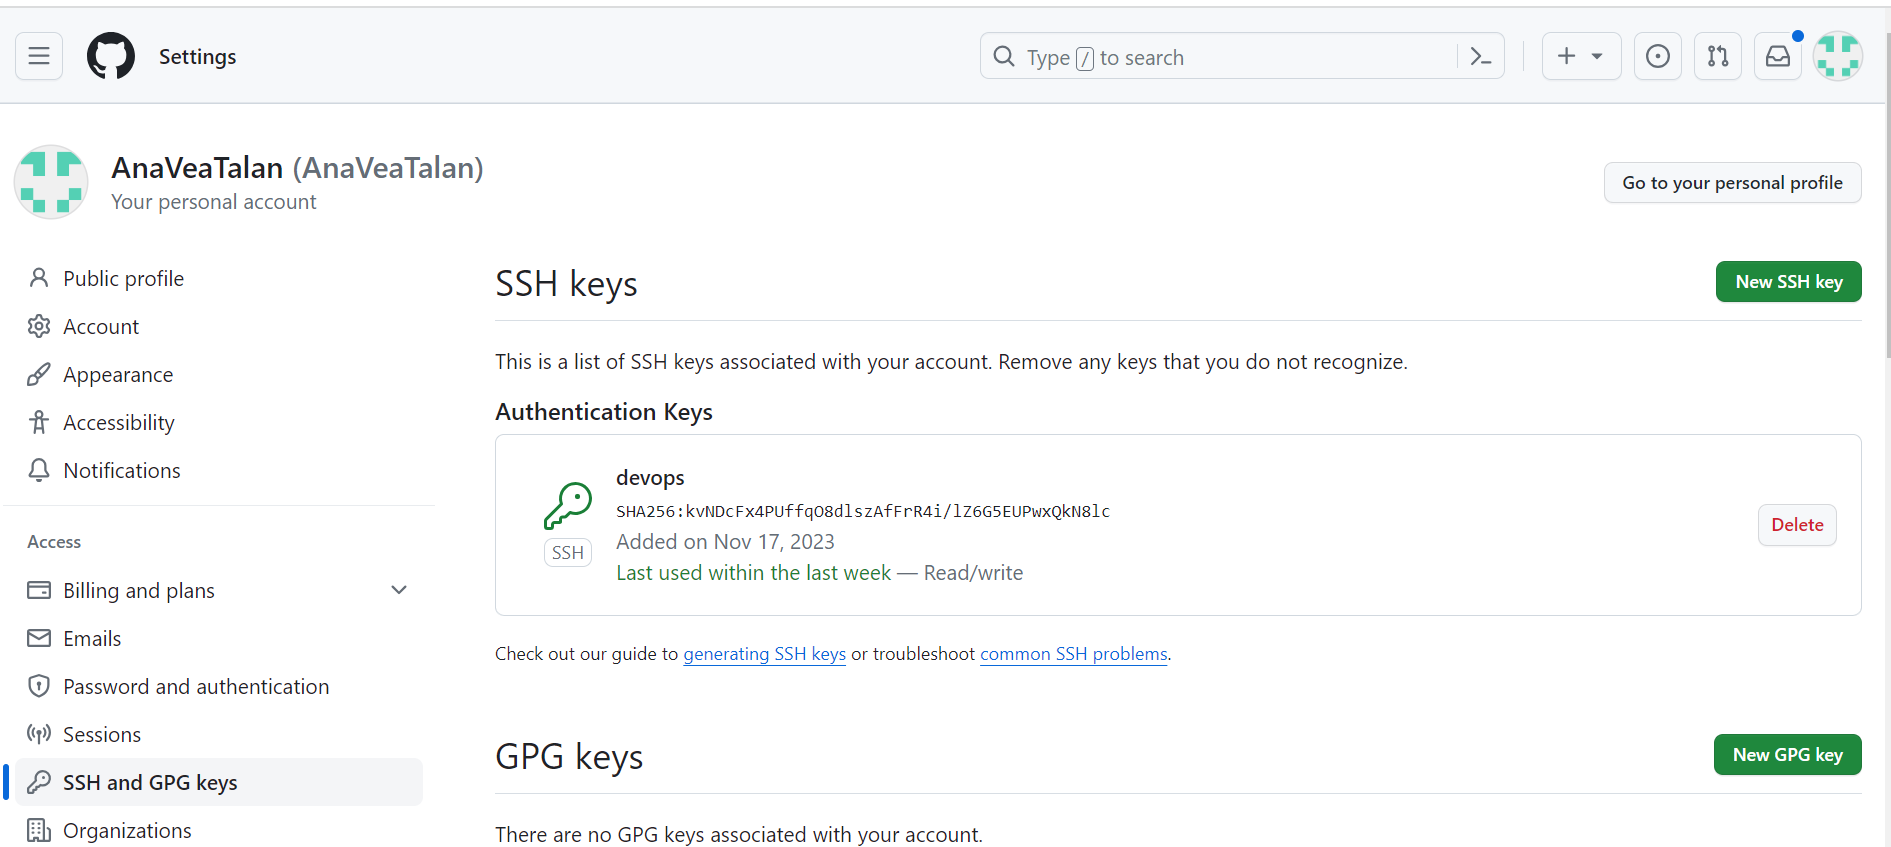 Settings
Type / to search
AnaVeaTalan (AnaVeaTalan)
Your personal account
Go to your personal profile
Public profile
Account
Appearance
Accessibility
Notifications
Access
Billing and plans
Emails
Password and authentication
Sessions
SSH and GPG keys
Organizations
SSH keys
New SSH key
This is a list of SSH keys associated with your account. Remove any keys that you do not recognize.
Authentication Keys
devops
SHA256:kvNDcFx4PUffqO8dlszAfFrR4i/lZ6G5EUPwxQkN8lc
Added on Nov 17, 2023
Last used within the last week — Read/write
SSH
Delete
Check out our guide to generating SSH keys or troubleshoot common SSH problems.
GPG keys
New GPG key
There are no GPG keys associated with your account.